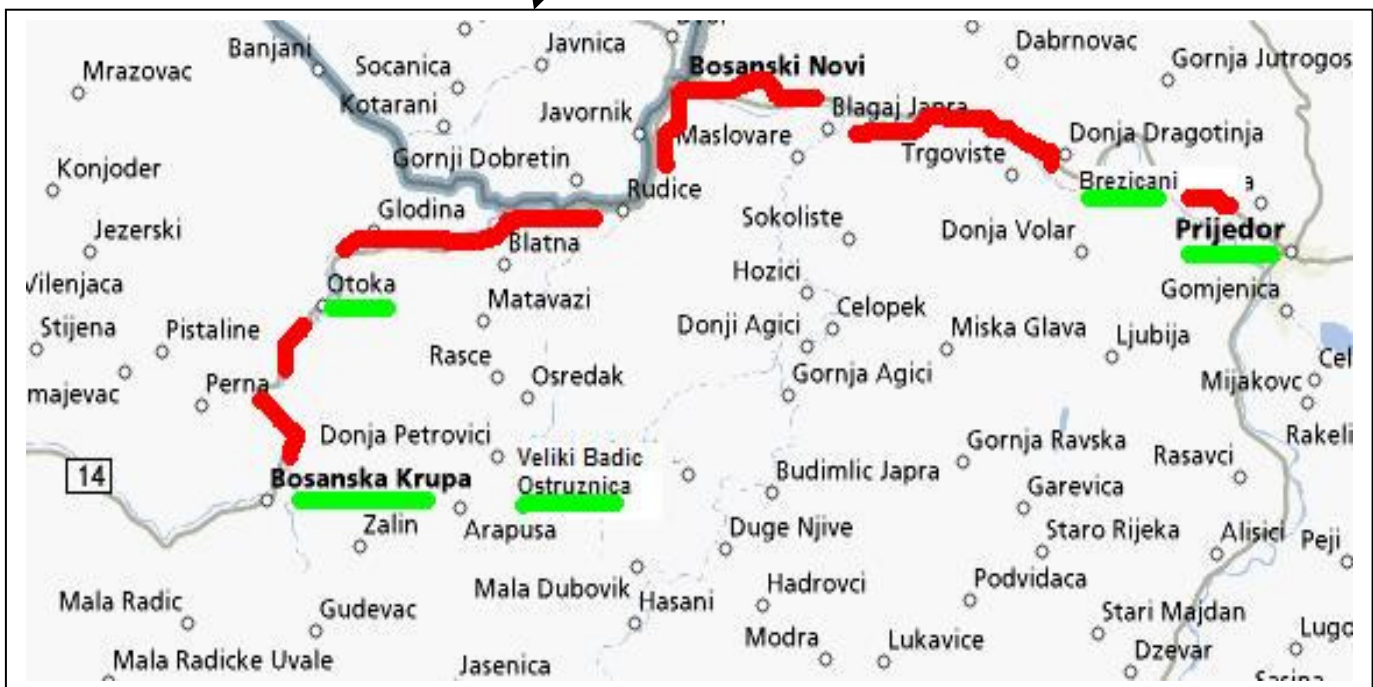 Banjani
Javnica
Dabrnovac
Mrazovac
Socanica
Bosanski Novi
Gornja Jutrogos
Kotarani
Javornik
Blagaj Japra
Konjoder
Gornji Dobretin
Maslovare
Trgoviste
Donja Dragotinja
Rudice
Brezicani
a
Glodina
Jezerski
Blatna
Sokoliste
Donja Volar
Prijedor
Vilenjaca
Otoka
Hozici
Gomjenica
Stijena
Pistaline
Matavazi
Donji Agici
Celopek
Miska Glava
Ljubija
Cel
Rasce
Osredak
Gornja Agici
Mijakovc
majevac
Perna
Donja Petrovici
Gornja Ravska
Rakeli
14
Bosanska Krupa
Veliki Badic
Ostruznica
Budimlic Japra
Rasavci
Garevica
Zalin
Arapusa
Duge Njive
Staro Rijeka
Alisici
Peji
Mala Radic
Gudevac
Mala Dubovik
Hasani
Hadrovci
Podvidaca
Stari Majdan
Lugo
Mala Radicke Uvale
Jasenica
Modra
Lukavice
Dzevar
Sasina